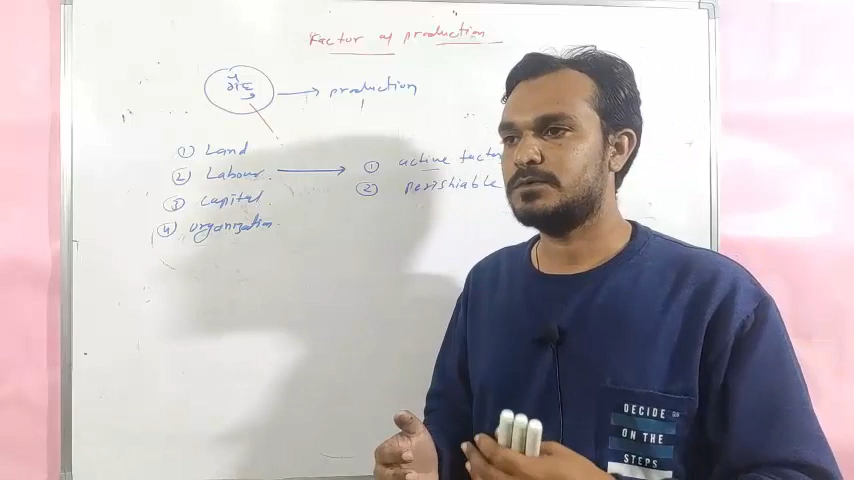 Factor of production
गेहूँ → production
① Land
② Labour → ① active factor
② perishiable
③ capital
④ organization
DECIDE
ON THE
STEPS